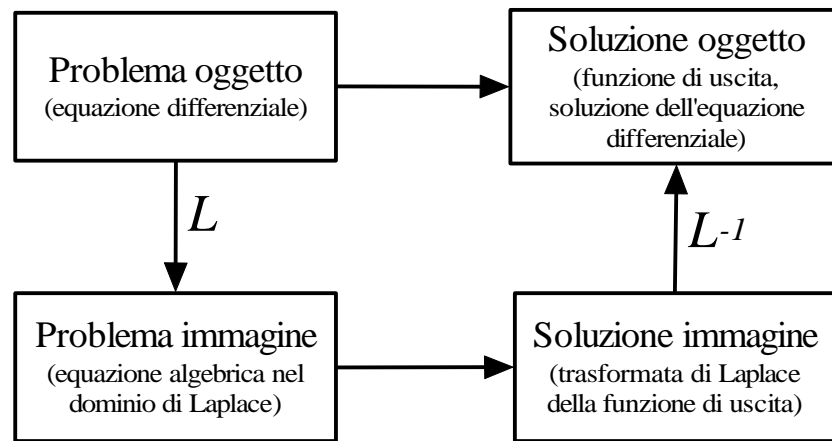 Problema oggetto
(equazione differenziale)
Soluzione oggetto
(funzione di uscita,
soluzione dell'equazione
differenziale)
L
L-1
Problema immagine
(equazione algebrica nel
dominio di Laplace)
Soluzione immagine
(trasformata di Laplace
della funzione di uscita)